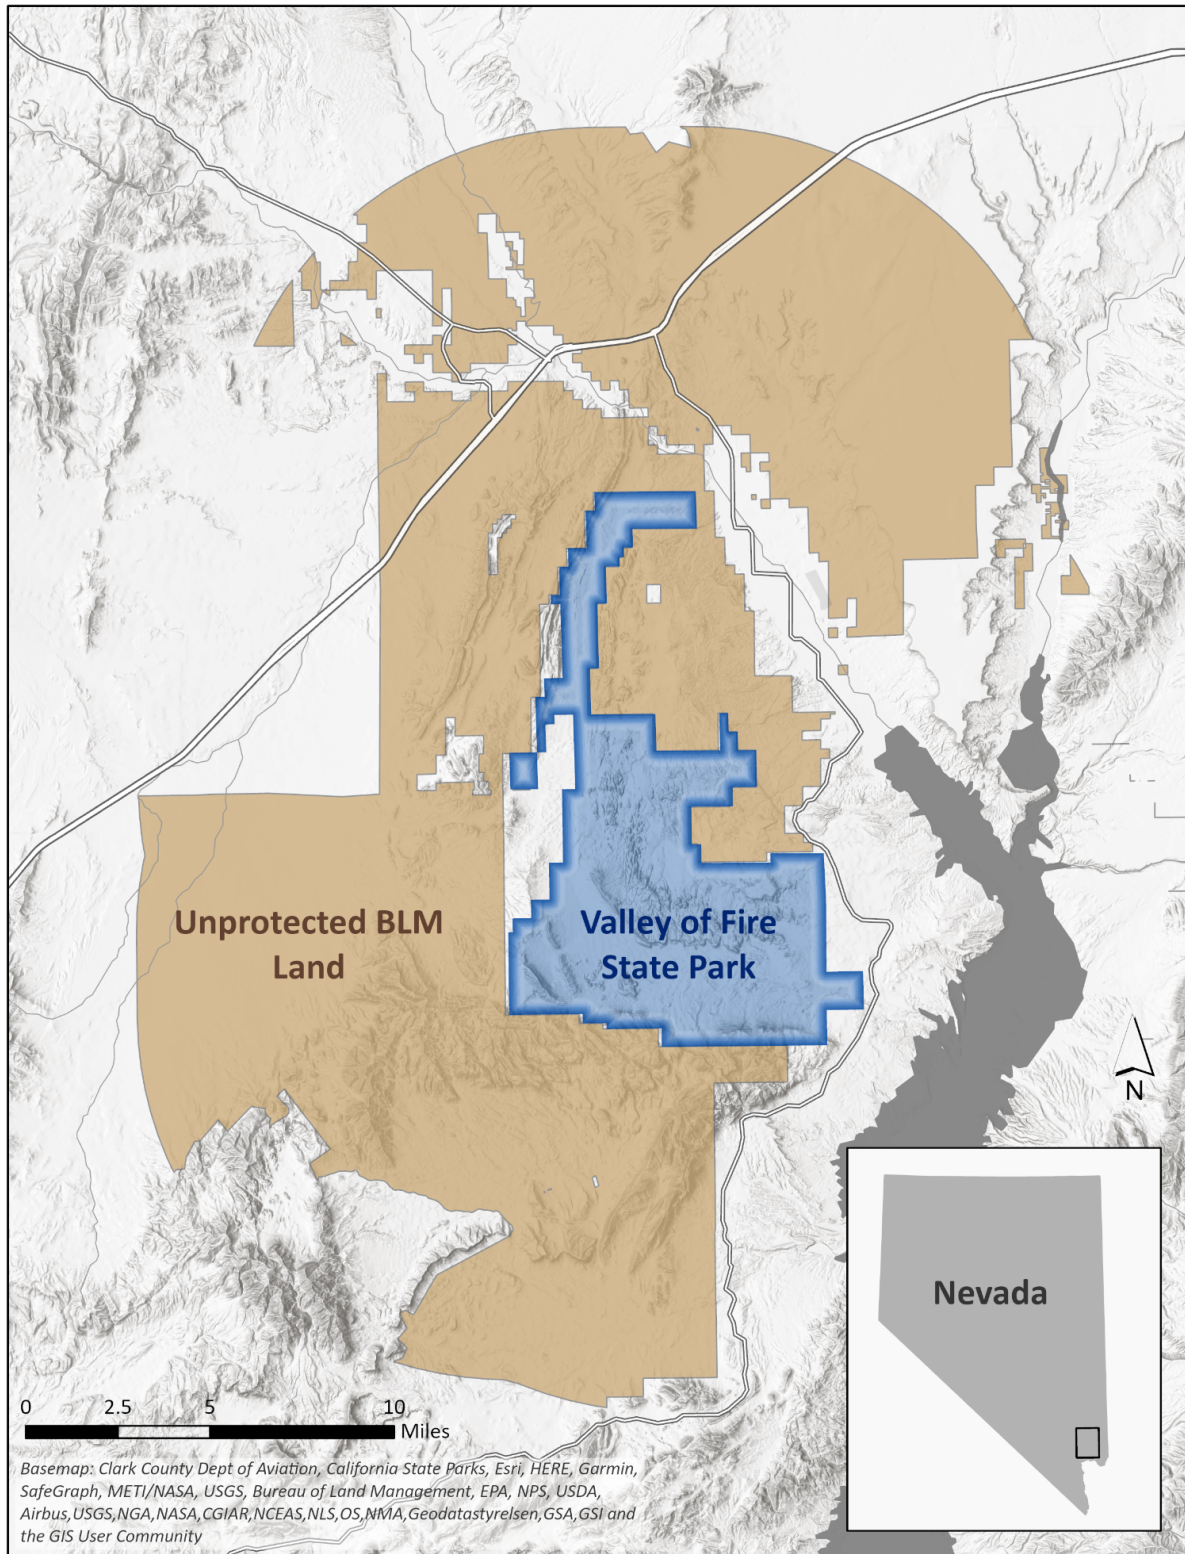 Unprotected BLM
Land
Valley of Fire
State Park
N
Nevada
0 2.5 5 10
Miles
Basemap: Clark County Dept of Aviation, California State Parks, Esri, HERE, Garmin,
SafeGraph, METI/NASA, USGS, Bureau of Land Management, EPA, NPS, USDA,
Airbus,USGS,NGA,NASA,CGIAR,NCEAS,NLS,OS,NMA,Geodatastyrelsen,GSA,GSI and
the GIS User Community